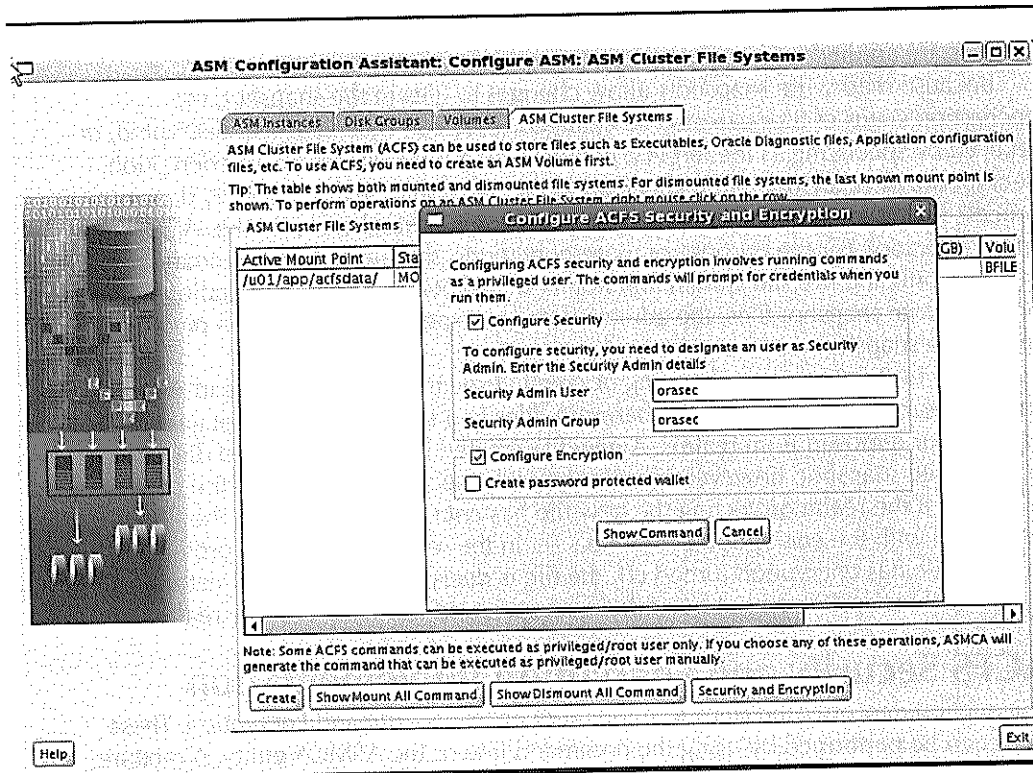 ASM Configuration Assistant: Configure ASM: ASM Cluster File Systems
ASM Instances
Disk Groups
Volumes
ASM Cluster File Systems
ASM Cluster File System (ACFS) can be used to store files such as Executables, Oracle Diagnostic files, Application configuration
files, etc. To use ACFS, you need to create an ASM Volume first.
Tip: The table shows both mounted and dismounted file systems. For dismounted file systems, the last known mount point is
shown. To perform operations on an ASM Cluster File System, right mouse click on the row.
ASM Cluster File Systems
Active Mount Point
Sta
(GB)
Volu
/u01/app/acfsdata/
MO
BFILE
Configure ACFS Security and Encryption
Configuring ACFS security and encryption involves running commands
as a privileged user. The commands will prompt for credentials when you
run them.
Configure Security
To configure security, you need to designate an user as Security
Admin. Enter the Security Admin details
Security Admin User
orasec
Security Admin Group
orasec
Configure Encryption
Create password protected wallet
Show Command
Cancel
Note: Some ACFS commands can be executed as privileged/root user only. If you choose any of these operations, ASMCA will
generate the command that can be executed as privileged/root user manually.
Create
Show Mount All Command
Show Dismount All Command
Security and Encryption
Help
Exit